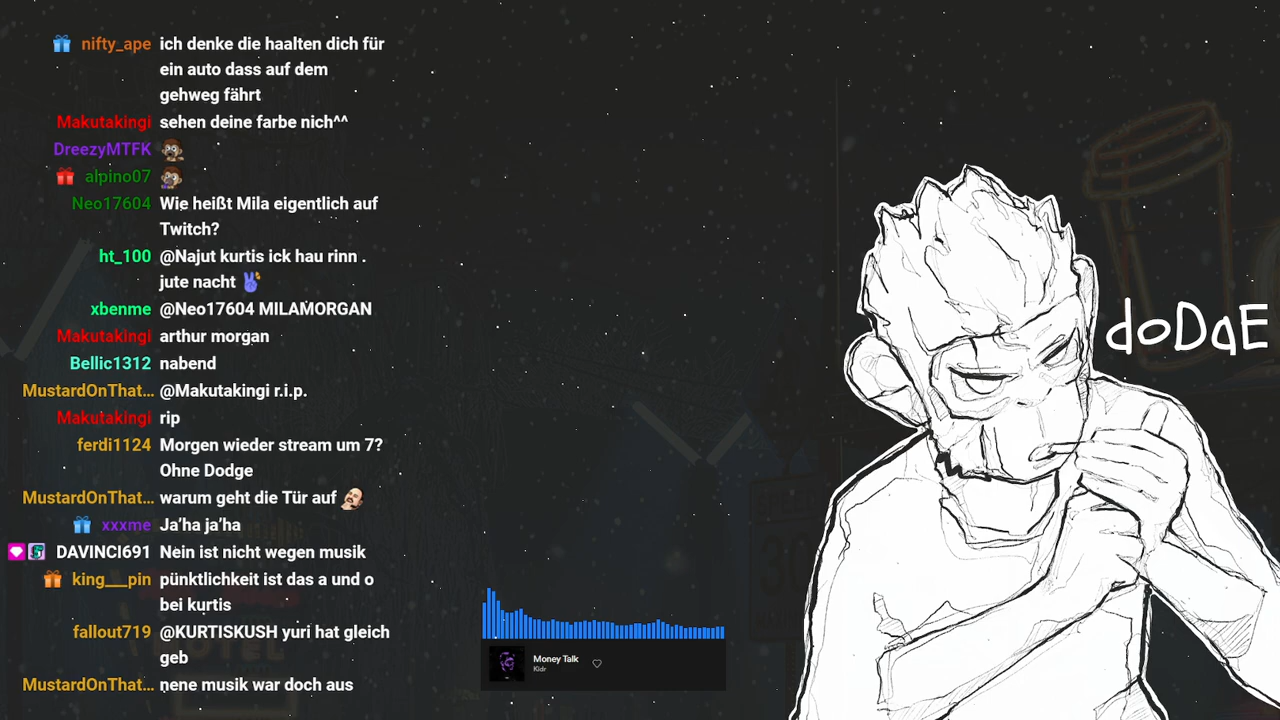 nifty_ape ich denke die haalten dich für
ein auto dass auf dem
gehweg fährt
Makutakingi sehen deine farbe nich^^
DreezyMTFK
alpino07
Neo17604 Wie heißt Mila eigentlich auf
Twitch?
ht_100 @Najut kurtis ick hau rinn .
jute nacht
xbenme @Neo17604 MILAMORGAN
Makutakingi arthur morgan
Bellic1312 nabend
MustardOnThat... @Makutakingi r.i.p.
Makutakingi rip
ferdi1124 Morgen wieder stream um 7?
Ohne Dodge
MustardOnThat... warum geht die Tür auf
xxxme Ja’ha ja’ha
DAVINCI691 Nein ist nicht wegen musik
king___pin pünktlichkeit ist das a und o
bei kurtis
fallout719 @KURTISKUSH yuri hat gleich
geb
MustardOnThat... nene musik war doch aus
doDaE
Money Talk
Kidr